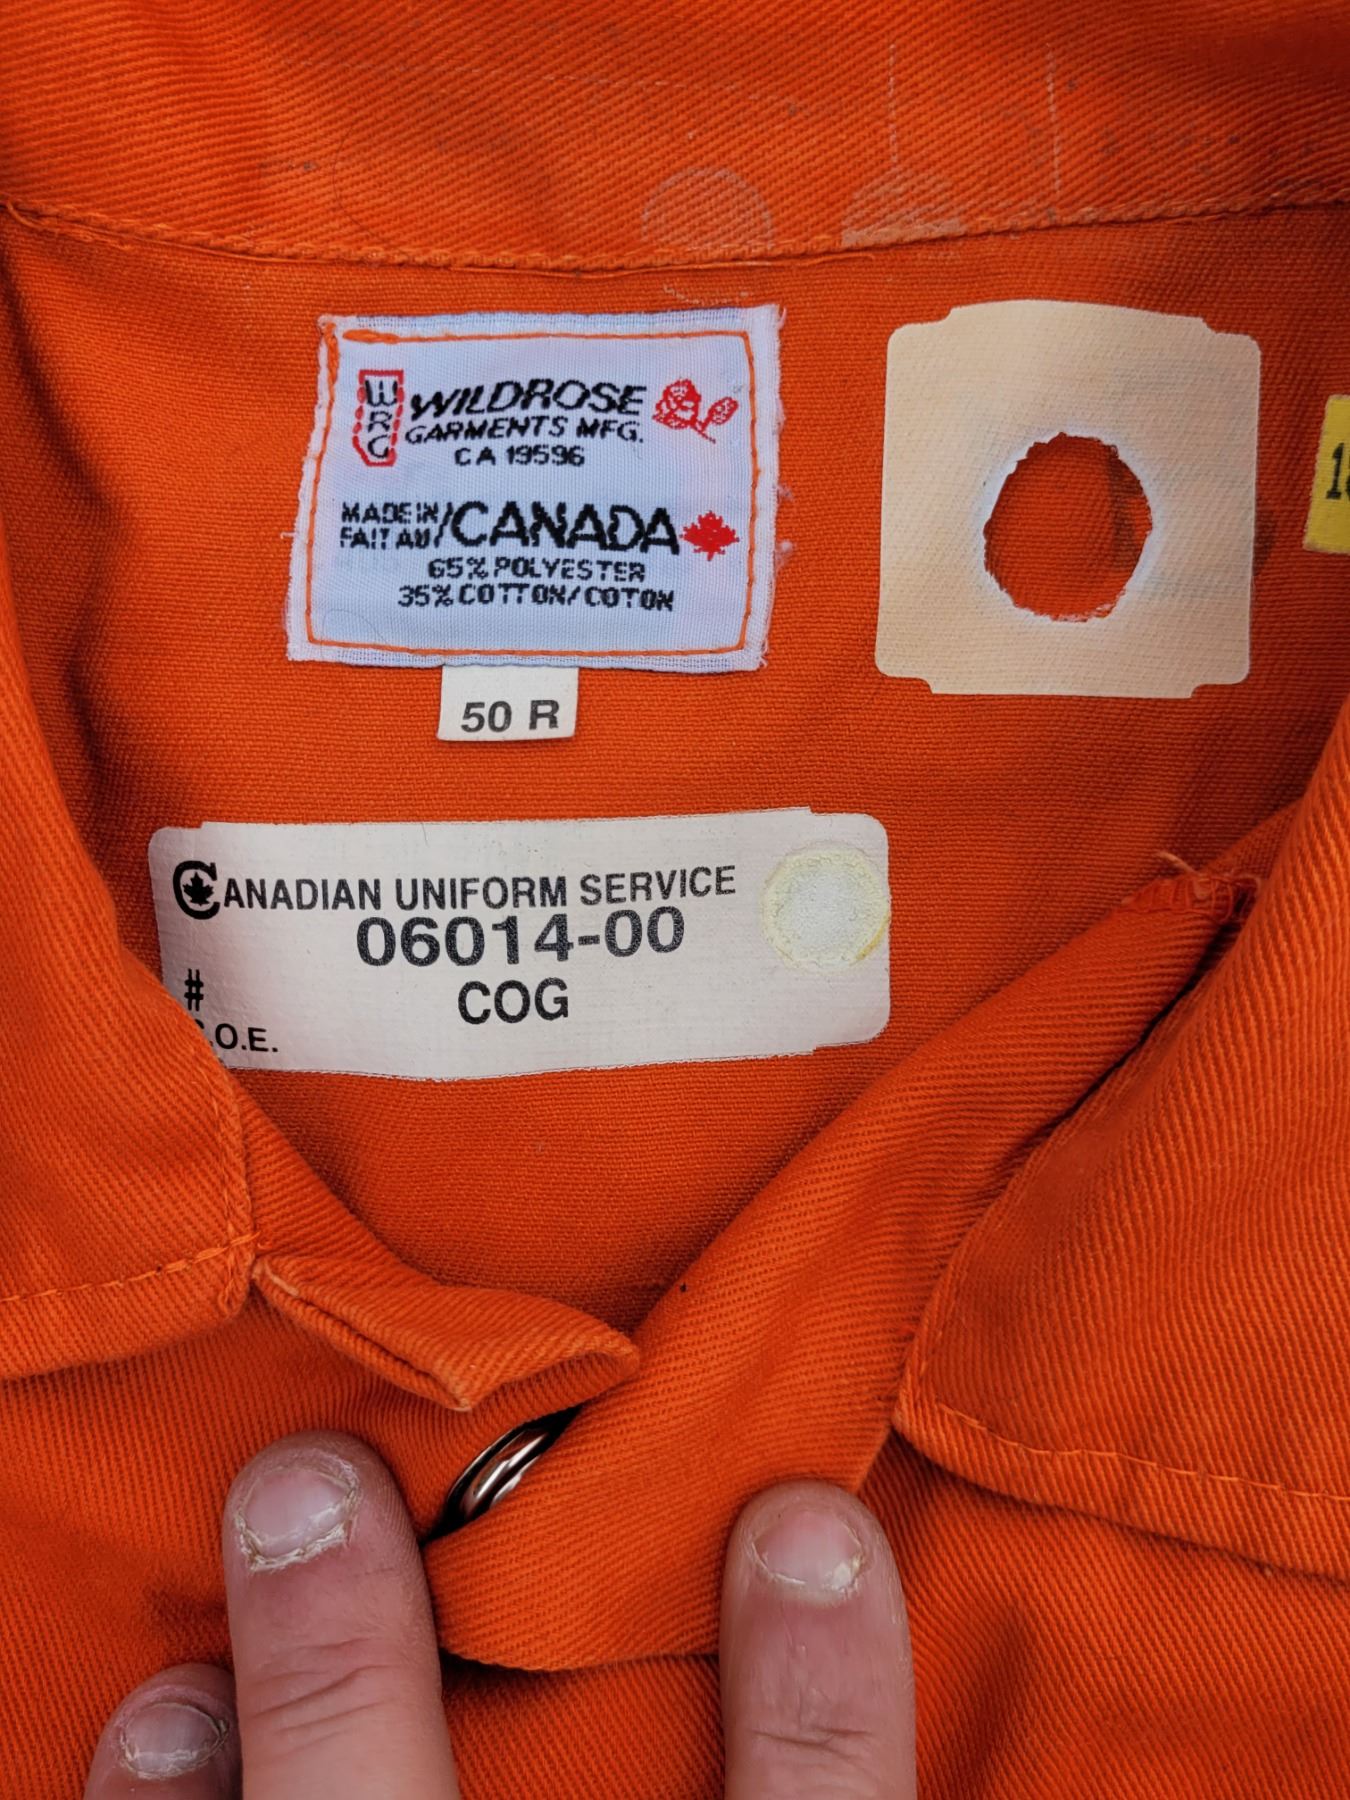 WRG
WILDROSE
GARMENTS MFG.
CA 19596
MADE IN/CANADA
FAIT AU
65% POLYESTER
35% COTTON/COTON
50 R
CANADIAN UNIFORM SERVICE
06014-00
#
COG
.O.E.